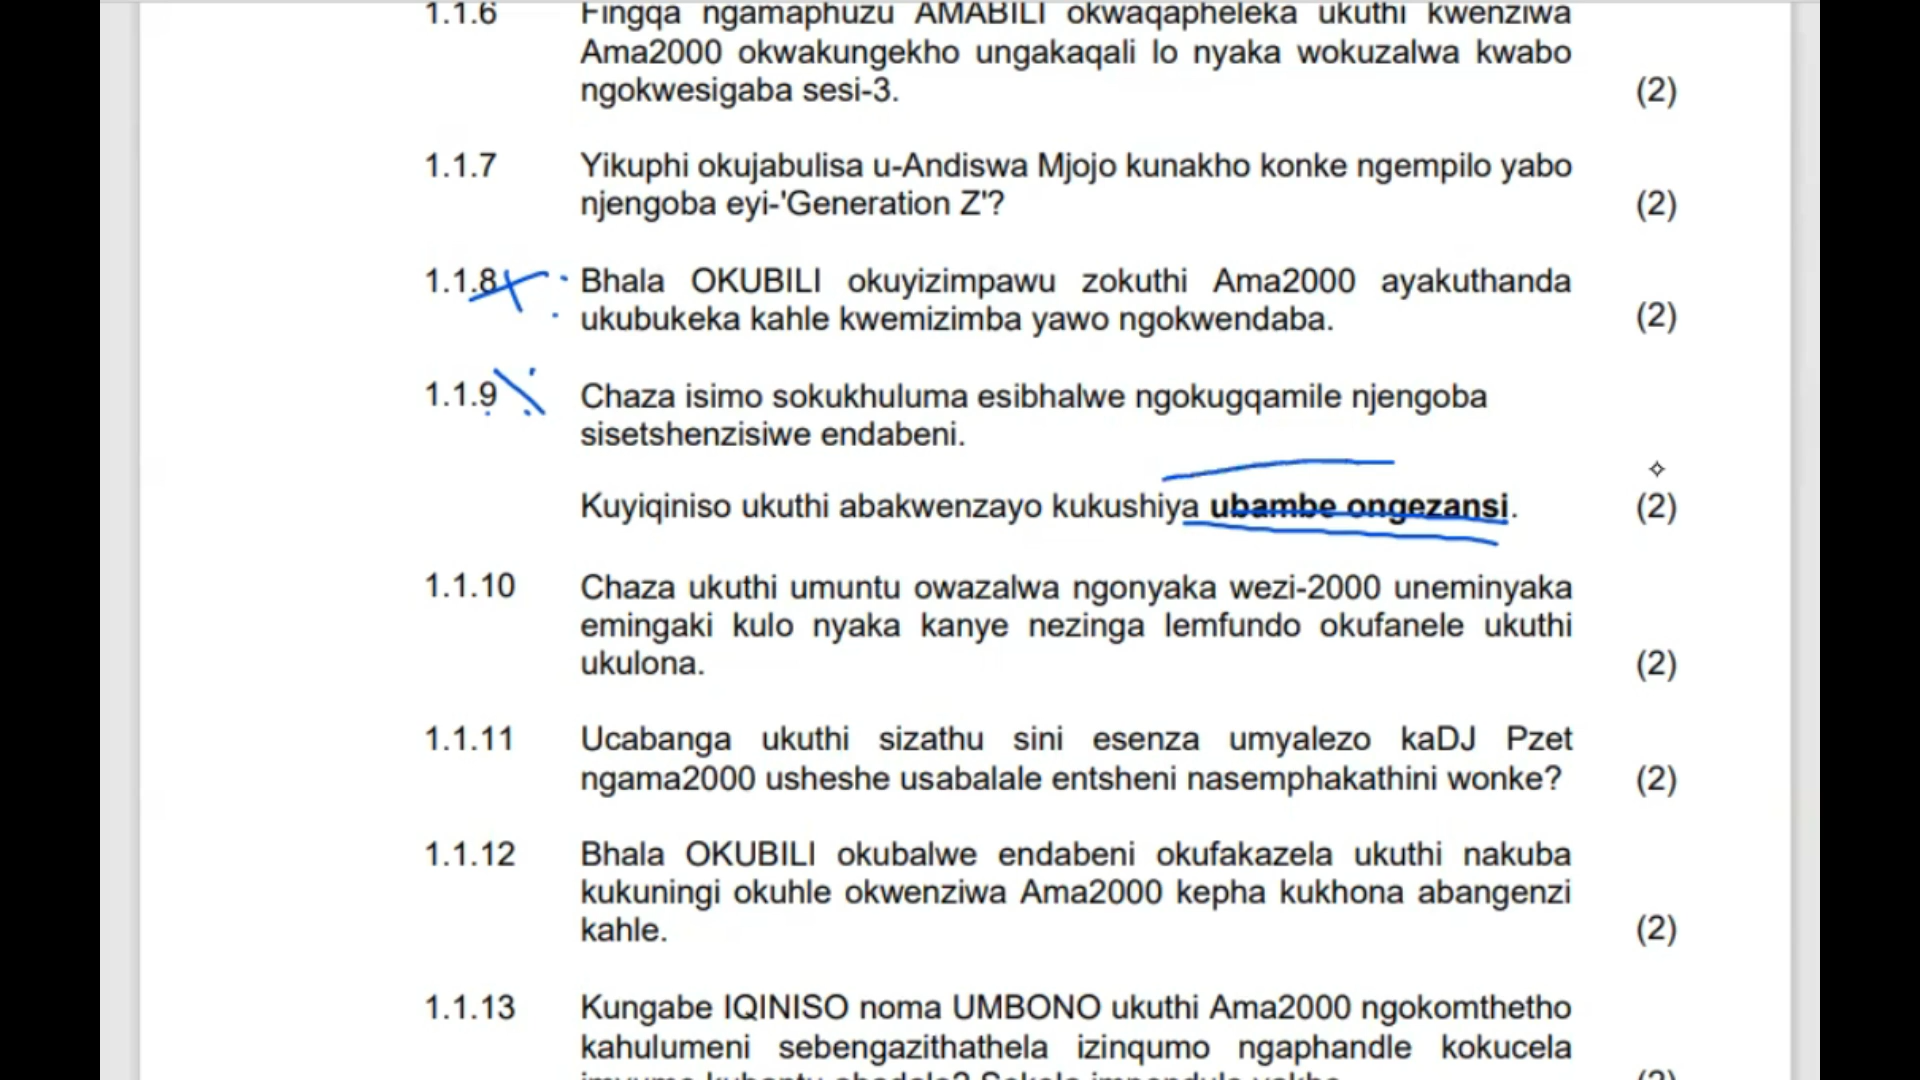 1.1.6 Fingqa ngamaphuzu AMABILI okwaqapheleka ukuthi kwenziwa
Ama2000 okwakungekho ungakaqali lo nyaka wokuzalwa kwabo
ngokwesigaba sesi-3. (2)
1.1.7 Yikuphi okujabulisa u-Andiswa Mjojo kunakho konke ngempilo yabo
njengoba eyi-'Generation Z'? (2)
1.1.8 Bhala OKUBILI okuyizimpawu zokuthi Ama2000 ayakuthanda
ukubukeka kahle kwemizimba yawo ngokwendaba. (2)
1.1.9 Chaza isimo sokukhuluma esibhalwe ngokugqamile njengoba
sisetshenzisiwe endabeni.
Kuyiqiniso ukuthi abakwenzayo kukushiya ubambe ongezansi. (2)
1.1.10 Chaza ukuthi umuntu owazalwa ngonyaka wezi-2000 uneminyaka
emingaki kulo nyaka kanye nezinga lemfundo okufanele ukuthi
ukulona. (2)
1.1.11 Ucabanga ukuthi sizathu sini esenza umyalezo kaDJ Pzet
ngama2000 usheshe usabalale entsheni nasemphakathini wonke? (2)
1.1.12 Bhala OKUBILI okubalwe endabeni okufakazela ukuthi nakuba
kukuningi okuhle okwenziwa Ama2000 kepha kukhona abangenzi
kahle. (2)
1.1.13 Kungabe IQINISO noma UMBONO ukuthi Ama2000 ngokomthetho
kahulumeni sebengazithathela izinqumo ngaphandle kokucela